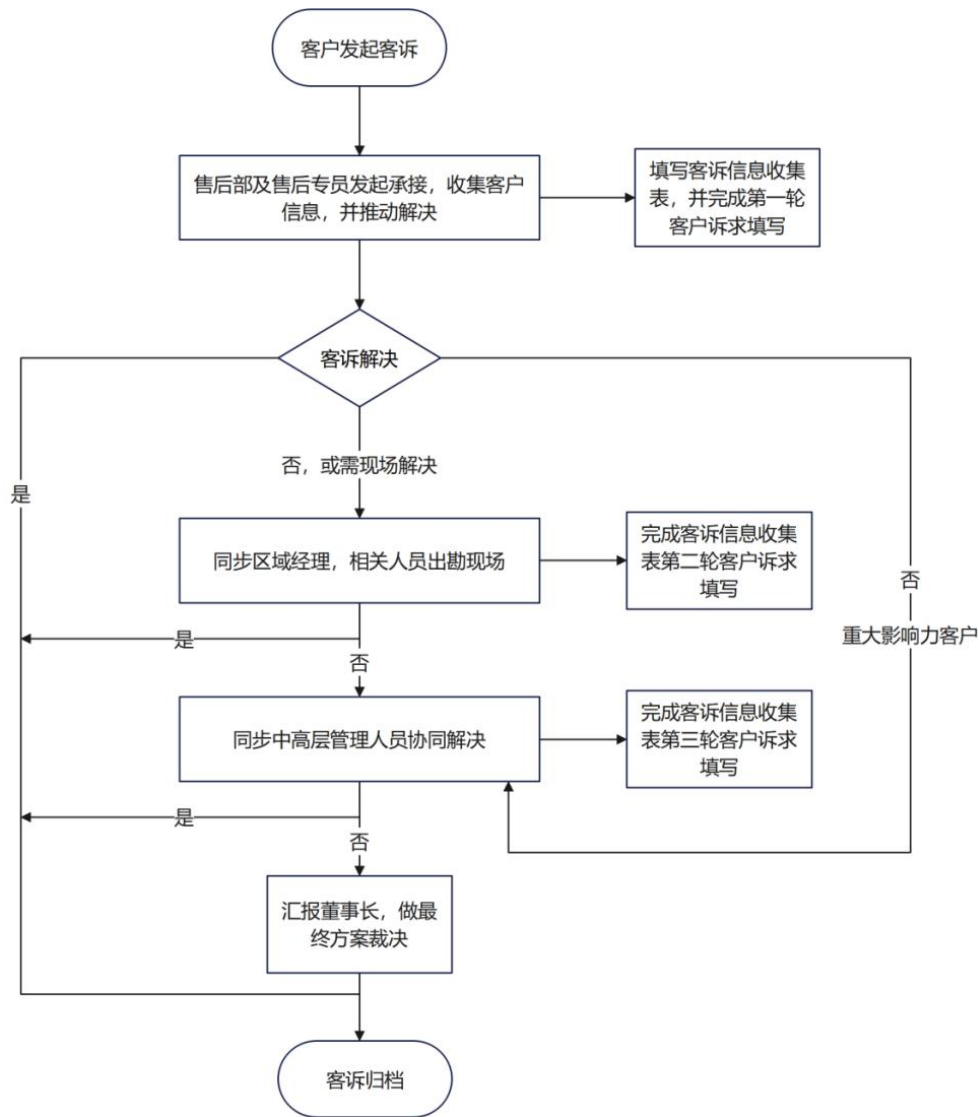 客户发起客诉
售后部及售后专员发起承接，收集客户
信息，并推动解决
填写客诉信息收集
表，并完成第一轮
客户诉求填写
客诉解决
否，或需现场解决
是
同步区域经理，相关人员出勘现场
完成客诉信息收集
表第二轮客户诉求
填写
否
重大影响力客户
是
否
同步中高层管理人员协同解决
完成客诉信息收集
表第三轮客户诉求
填写
是
否
汇报董事长，做最
终方案裁决
客诉归档